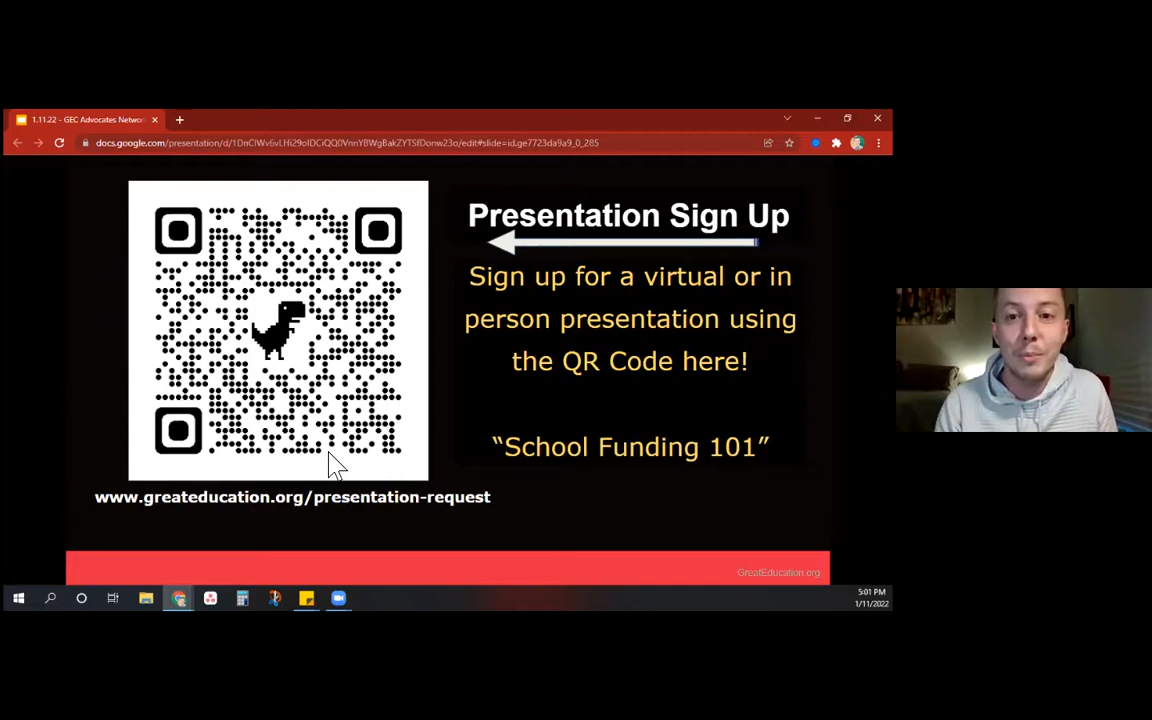 1.11.22 - GEC Advocates Networ
Presentation Sign Up
Sign up for a virtual or in
person presentation using
the QR Code here!
“School Funding 101”
www.greateducation.org/presentation-request
GreatEducation.org
5:01 PM
1/11/2022